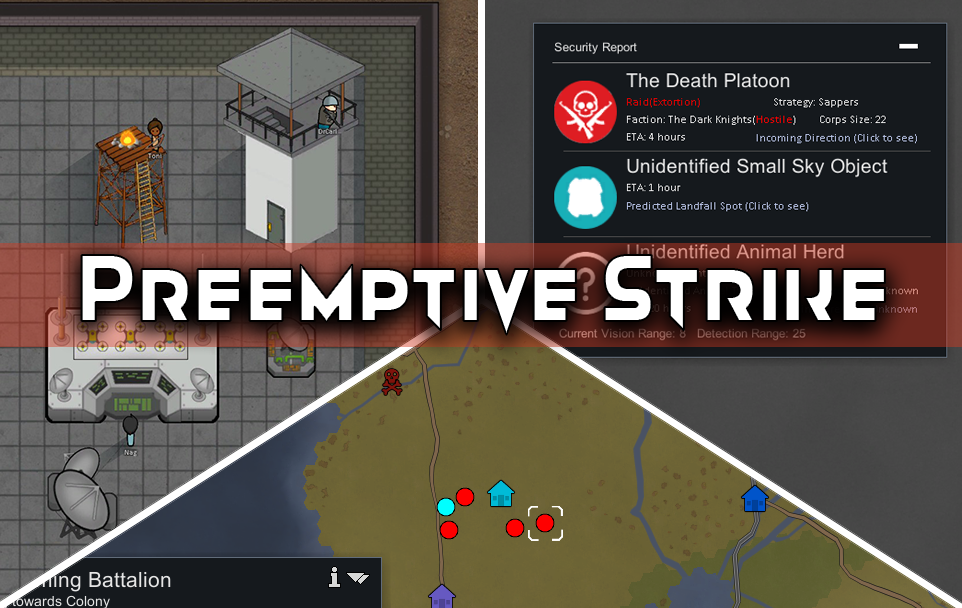 Security Report
The Death Platoon
Raid(Extortion) Strategy: Sappers
Faction: The Dark Knights(Hostile) Corps Size: 22
ETA: 4 hours Incoming Direction (Click to see)
Unidentified Small Sky Object
ETA: 1 hour
Predicted Landfall Spot (Click to see)
Unidentified Animal Herd
Current Vision Range: 8 Detection Range: 25
Toni
Preemptive Strike
Nag
Battalion
towards Colony